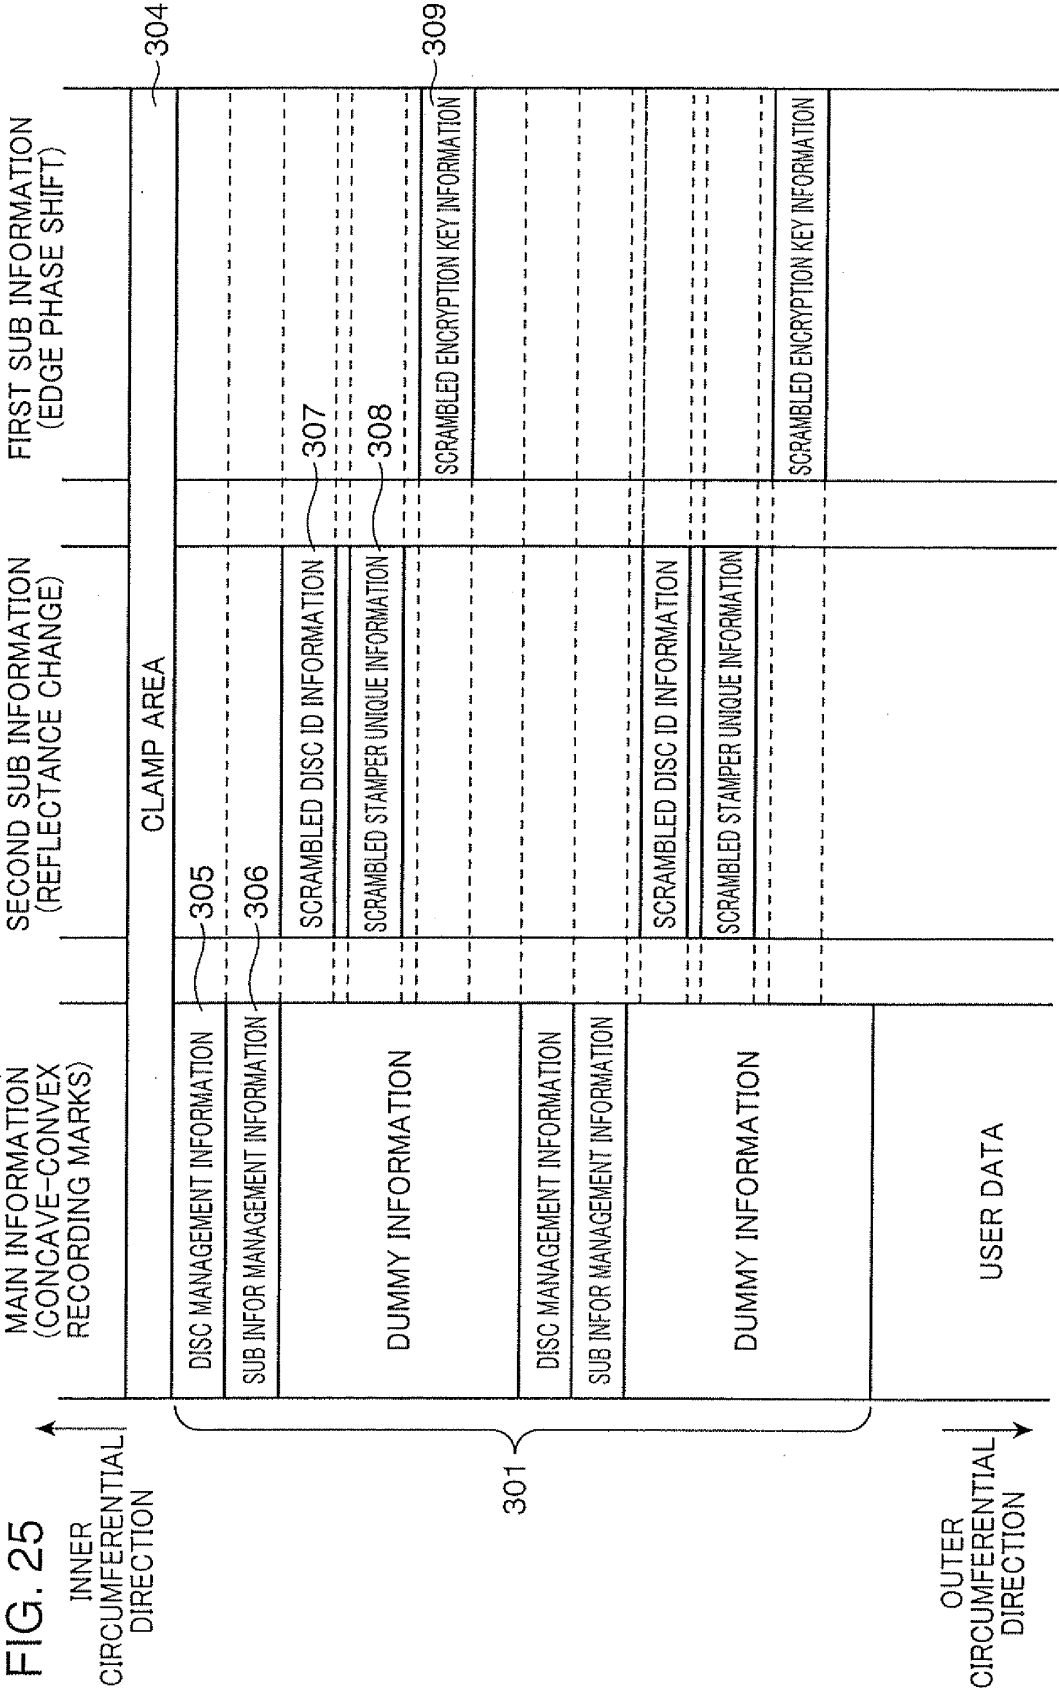 FIG. 25
INNER
CIRCUMFERENTIAL
DIRECTION
MAIN INFORMATION
(CONCAVE-CONVEX
RECORDING MARKS)
SECOND SUB INFORMATION
(REFLECTANCE CHANGE)
FIRST SUB INFORMATION
(EDGE PHASE SHIFT)
CLAMP AREA
304
DISC MANAGEMENT INFORMATION
305
SUB INFOR MANAGEMENT INFORMATION
306
SCRAMBLED DISC ID INFORMATION
307
SCRAMBLED STAMPER UNIQUE INFORMATION
308
DUMMY INFORMATION
SCRAMBLED ENCRYPTION KEY INFORMATION
309
301
DISC MANAGEMENT INFORMATION
SUB INFOR MANAGEMENT INFORMATION
SCRAMBLED DISC ID INFORMATION
SCRAMBLED STAMPER UNIQUE INFORMATION
DUMMY INFORMATION
SCRAMBLED ENCRYPTION KEY INFORMATION
OUTER
CIRCUMFERENTIAL
DIRECTION
USER DATA